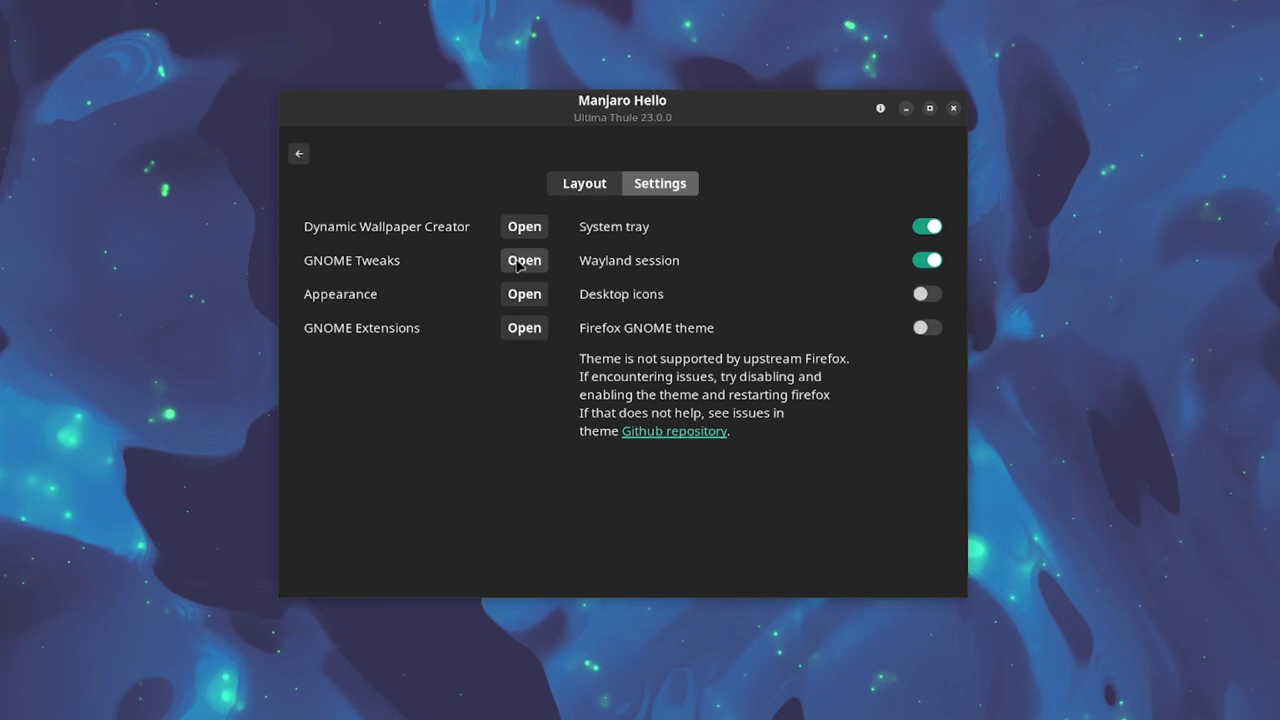 Manjaro Hello
Ultima Thule 23.0.0
Layout Settings
Dynamic Wallpaper Creator Open
GNOME Tweaks Open
Appearance Open
GNOME Extensions Open
System tray
Wayland session
Desktop icons
Firefox GNOME theme
Theme is not supported by upstream Firefox.
If encountering issues, try disabling and
enabling the theme and restarting firefox
If that does not help, see issues in
theme Github repository.